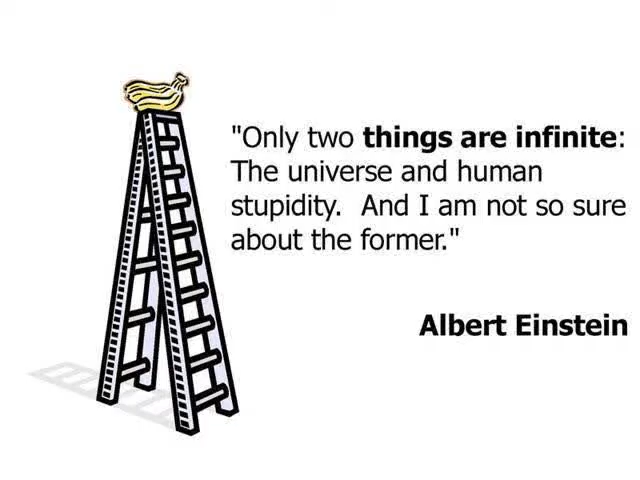 "Only two things are infinite:
The universe and human
stupidity.  And I am not so sure
about the former."
Albert Einstein